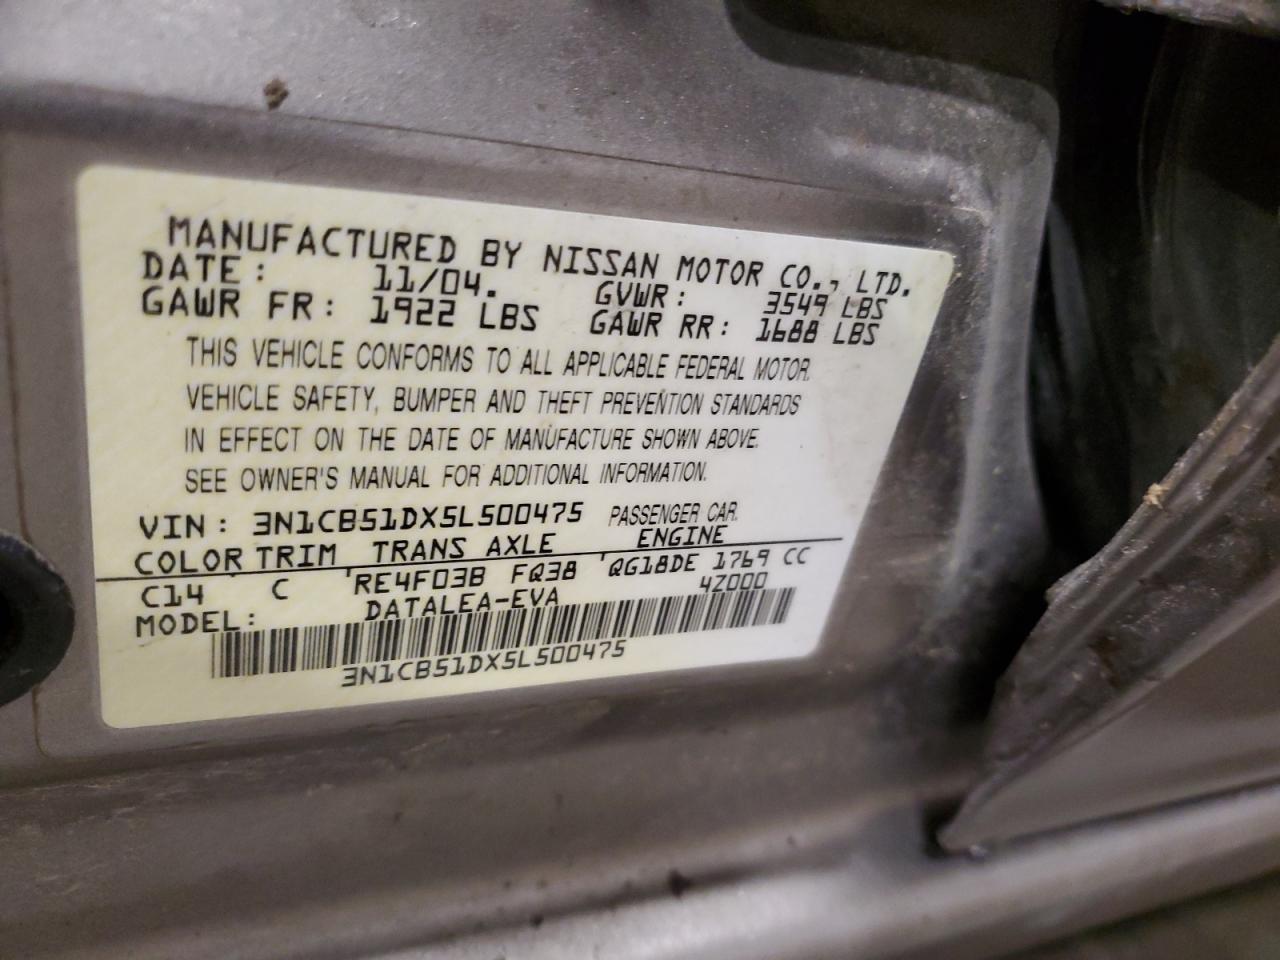 MANUFACTURED BY NISSAN MOTOR CO., LTD.
DATE: 11/04. GVWR: 3549 LBS
GAWR FR: 1922 LBS GAWR RR: 1688 LBS
THIS VEHICLE CONFORMS TO ALL APPLICABLE FEDERAL MOTOR
VEHICLE SAFETY, BUMPER AND THEFT PREVENTION STANDARDS
IN EFFECT ON THE DATE OF MANUFACTURE SHOWN ABOVE.
SEE OWNER'S MANUAL FOR ADDITIONAL INFORMATION.
VIN: 3N1CB51DX5L500475 PASSENGER CAR.
COLOR TRIM TRANS AXLE ENGINE
C14 C RE4F03B FQ38 QG18DE 1769 CC
MODEL: DATALEA-EVA 4Z000
3N1CB51DX5L500475